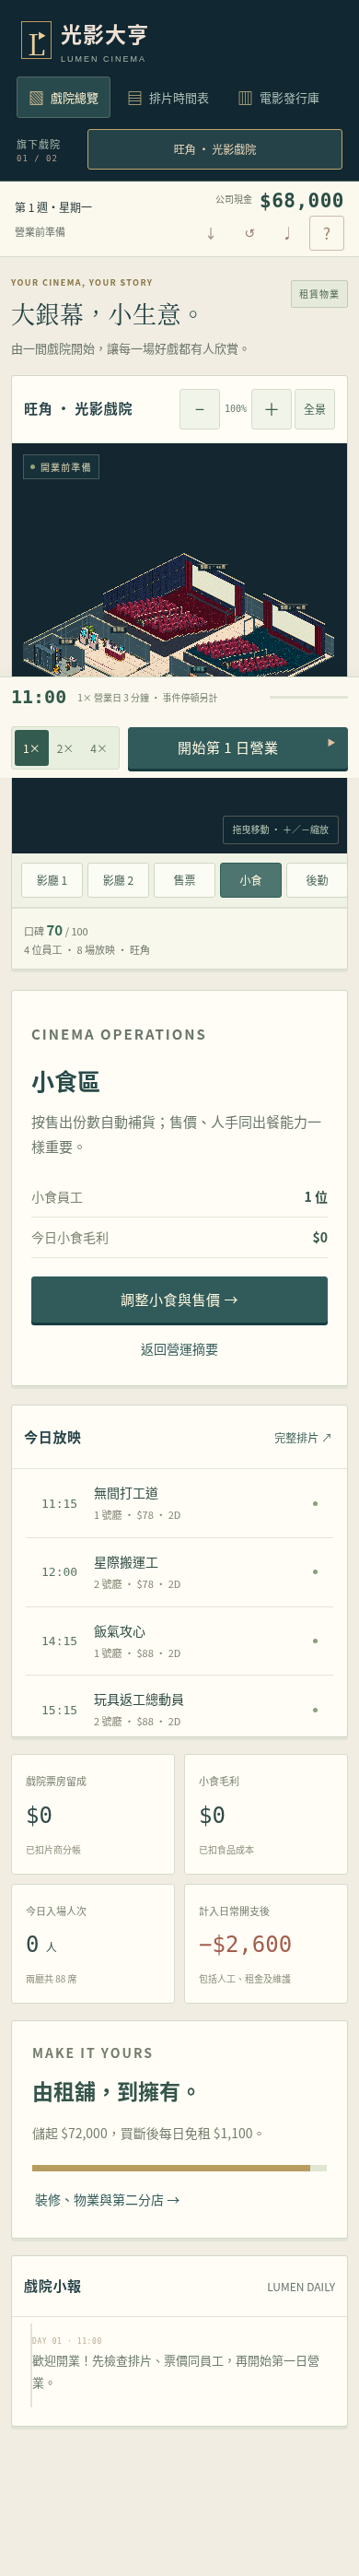 光影大亨
LUMEN CINEMA
戲院總覽
排片時間表
電影發行庫
旗下戲院
01 / 02
旺角 · 光影戲院
第 1 週 · 星期一
營業前準備
公司現金 $68,000
↓ ↺ ♩ ?
YOUR CINEMA, YOUR STORY
租賃物業
大銀幕，小生意。
由一間戲院開始，讓每一場好戲都有人欣賞。
旺角 · 光影戲院
− 100% ＋ 全景
開業前準備
11:00 1× 營業日 3 分鐘 · 事件停頓另計
1× 2× 4×
開始第 1 日營業 ▶
拖曳移動 · ＋／－縮放
影廳 1
影廳 2
售票
小食
後勤
口碑 70 / 100
4 位員工 · 8 場放映 · 旺角
CINEMA OPERATIONS
小食區
按售出份數自動補貨；售價、人手同出餐能力一
樣重要。
小食員工 1 位
今日小食毛利 $0
調整小食與售價 →
返回營運摘要
今日放映 完整排片 ↗
11:15 無間打工道
1 號廳 · $78 · 2D
12:00 星際搬運工
2 號廳 · $78 · 2D
14:15 飯氣攻心
1 號廳 · $88 · 2D
15:15 玩具返工總動員
2 號廳 · $88 · 2D
戲院票房留成
$0
已扣片商分帳
小食毛利
$0
已扣食品成本
今日入場人次
0 人
兩廳共 88 席
計入日常開支後
−$2,600
包括人工、租金及維護
MAKE IT YOURS
由租舖，到擁有。
儲起 $72,000，買斷後每日免租 $1,100。
裝修、物業與第二分店 →
戲院小報 LUMEN DAILY
DAY 01 · 11:00
歡迎開業！先檢查排片、票價同員工，再開始第一日營
業。